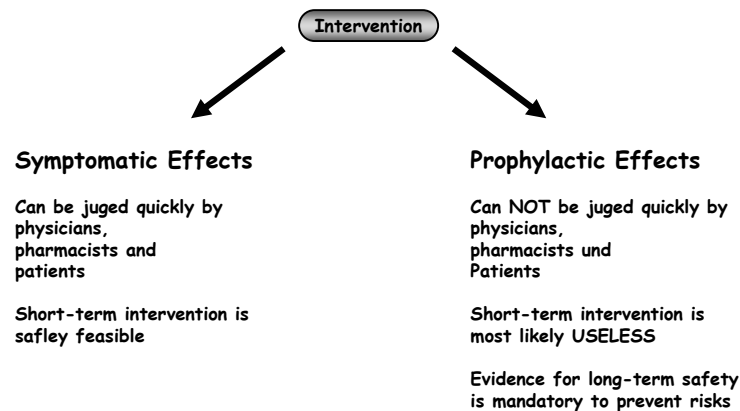 Intervention
Symptomatic Effects
Can be juged quickly by
physicians,
pharmacists and
patients
Short-term intervention is
safley feasible
Prophylactic Effects
Can NOT be juged quickly by
physicians,
pharmacists und
Patients
Short-term intervention is
most likely USELESS
Evidence for long-term safety
is mandatory to prevent risks